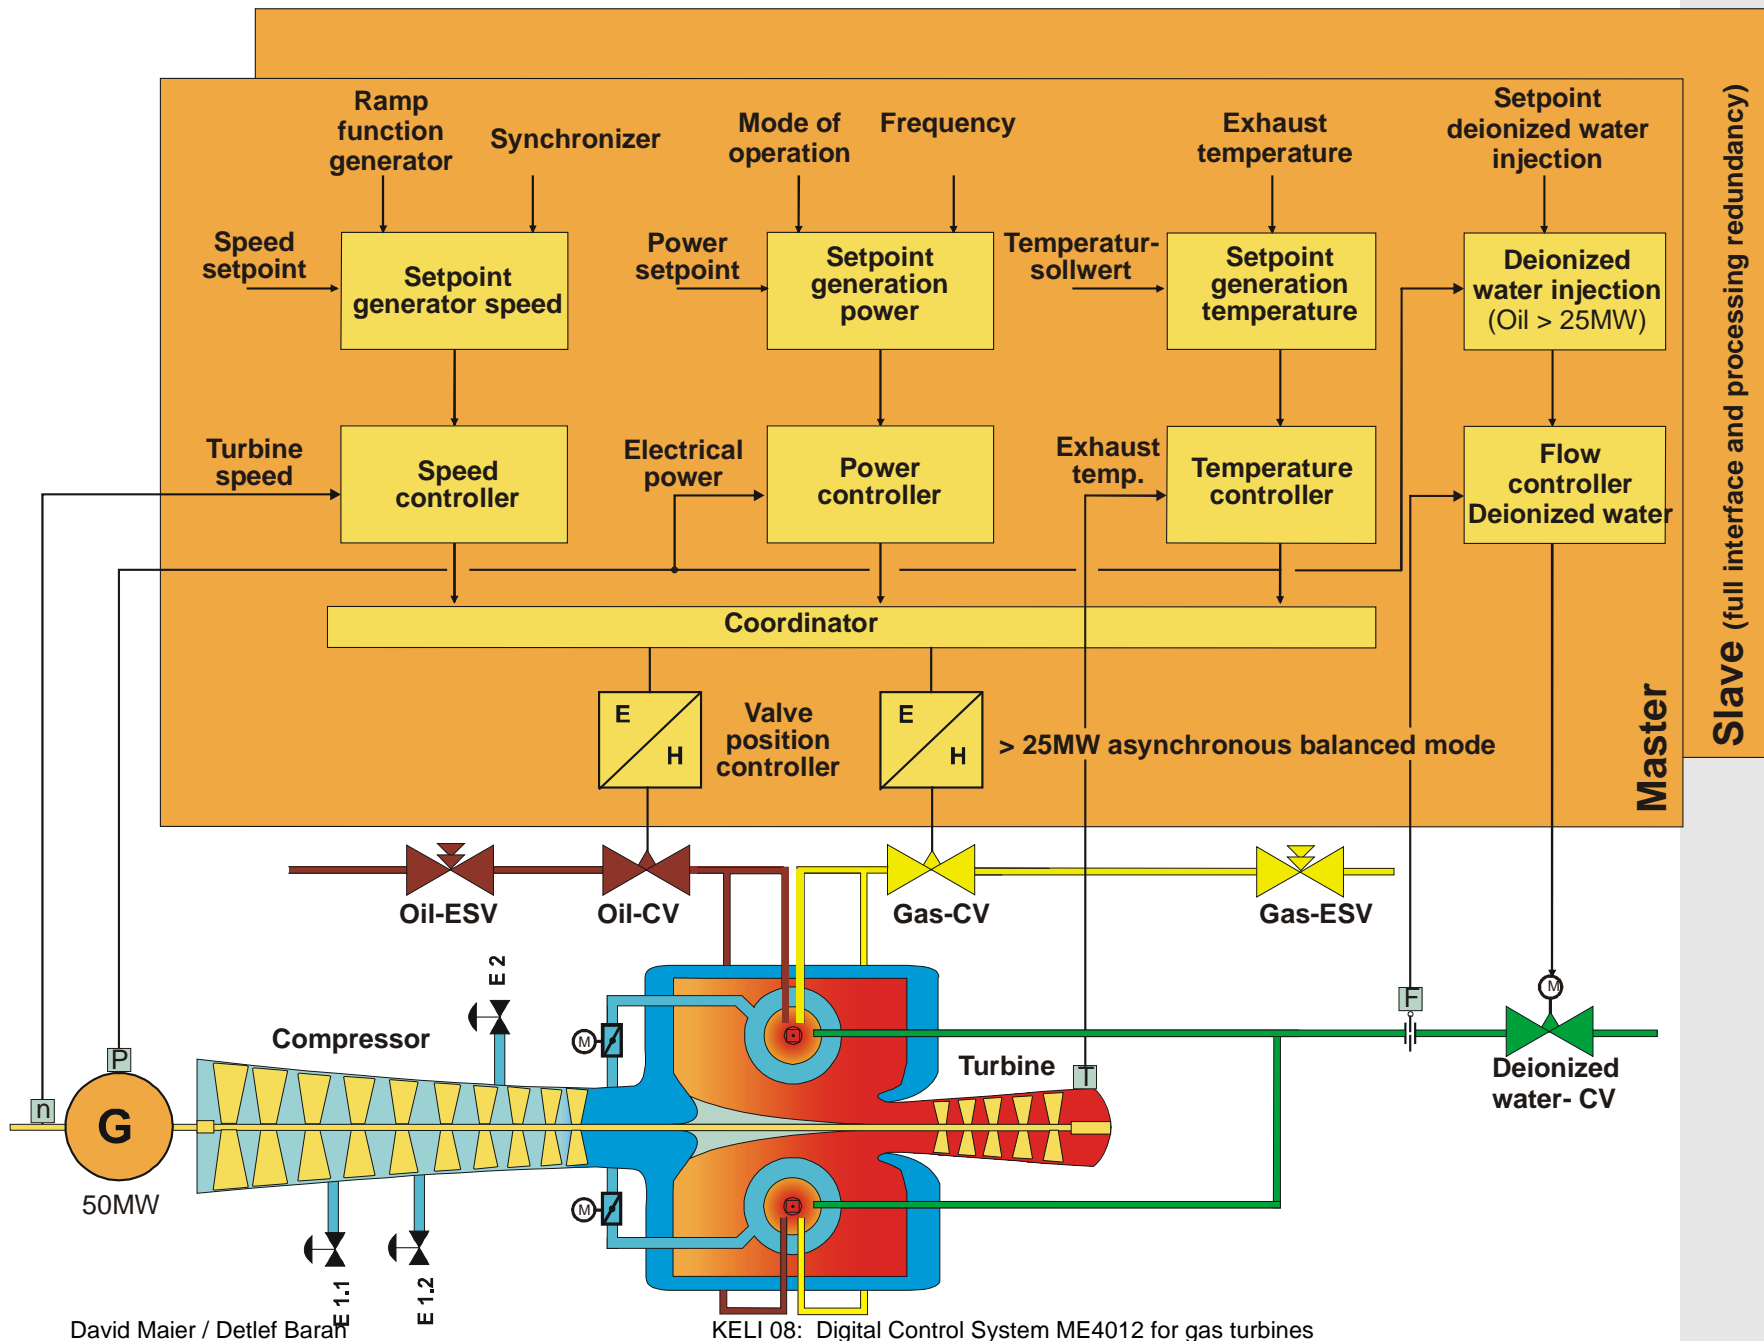 Ramp
function
generator
Synchronizer
Mode of
operation
Frequency
Exhaust
temperature
Setpoint
deionized water
injection
Speed
setpoint
Setpoint
generator speed
Power
setpoint
Setpoint
generation
power
Temperatur-
sollwert
Setpoint
generation
temperature
Deionized
water injection
(Oil > 25MW)
Turbine
speed
Speed
controller
Electrical
power
Power
controller
Exhaust
temp.
Temperature
controller
Flow
controller
Deionized water
Coordinator
E
H
Valve
position
controller
E
H
> 25MW asynchronous balanced mode
Master
Slave (full interface and processing redundancy)
Oil-ESV
Oil-CV
Gas-CV
Gas-ESV
E 2
Compressor
M
Turbine
F
M
P
n
T
Deionized
water- CV
G
50MW
M
E 1.1
E 1.2
David Maier / Detlef Baran
KELI 08: Digital Control System ME4012 for gas turbines